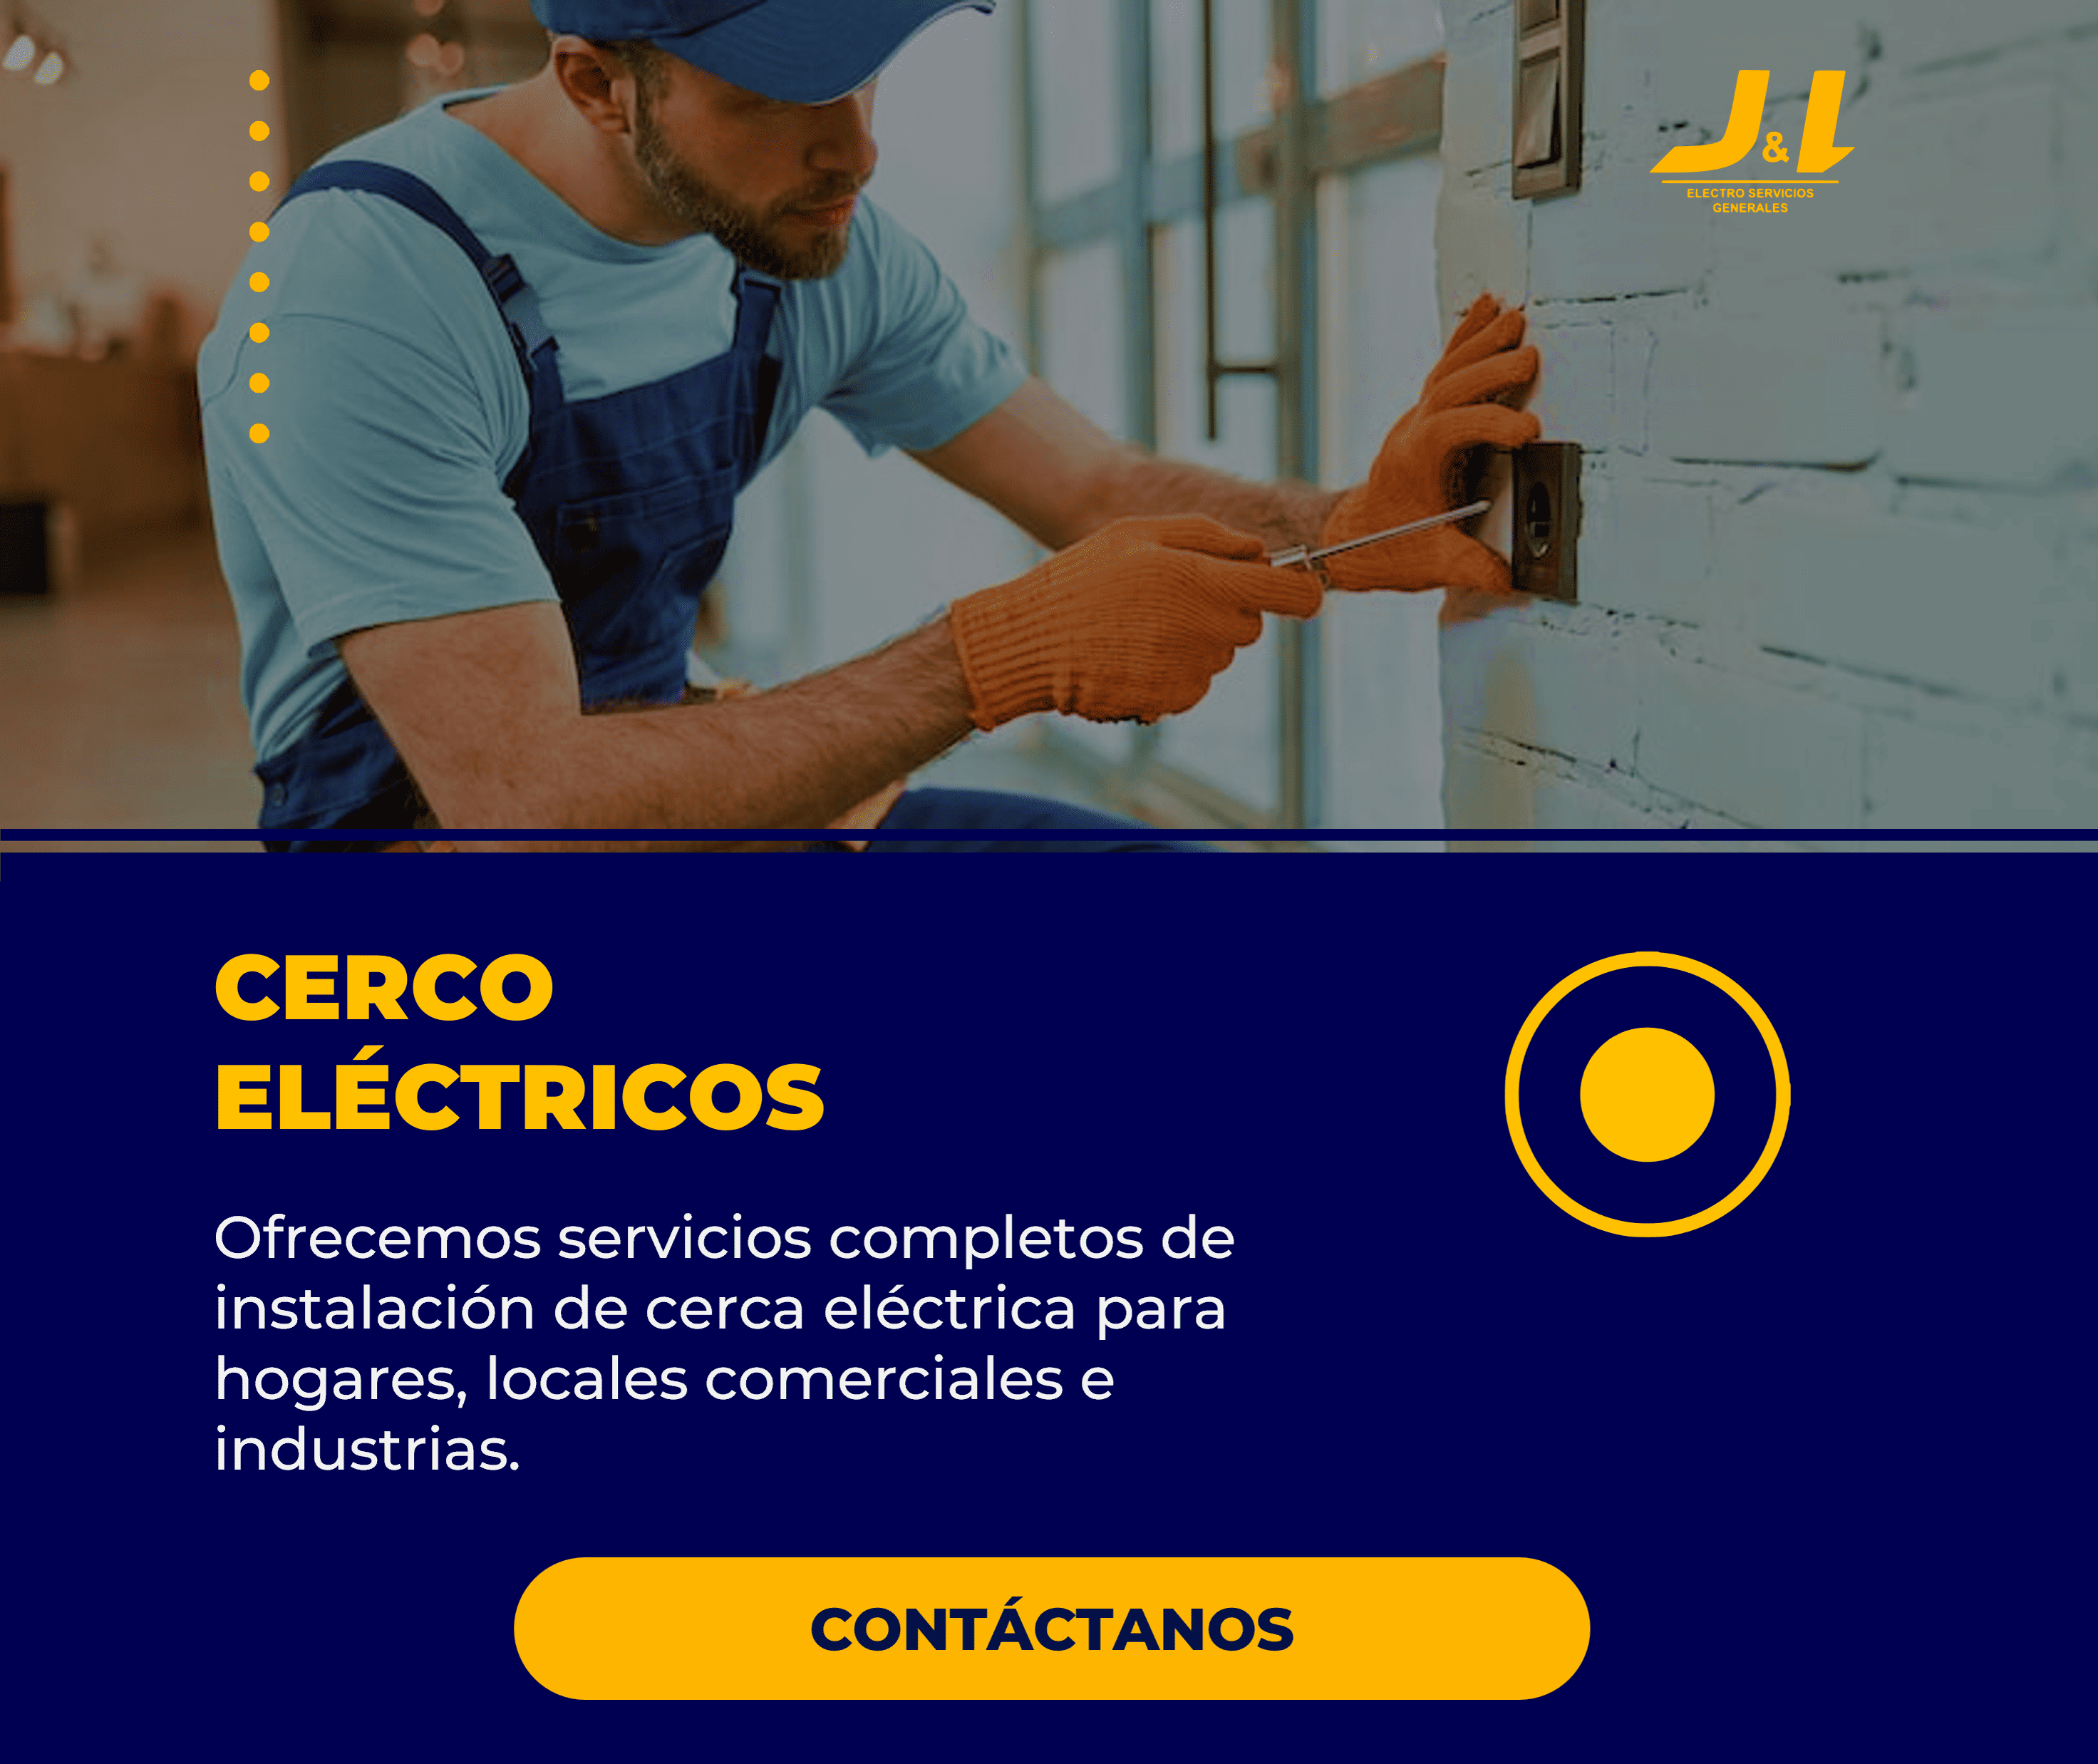 J&L
ELECTRO SERVICIOS
GENERALES
CERCO
ELÉCTRICOS
Ofrecemos servicios completos de
instalación de cerca eléctrica para
hogares, locales comerciales e
industrias.
CONTÁCTANOS